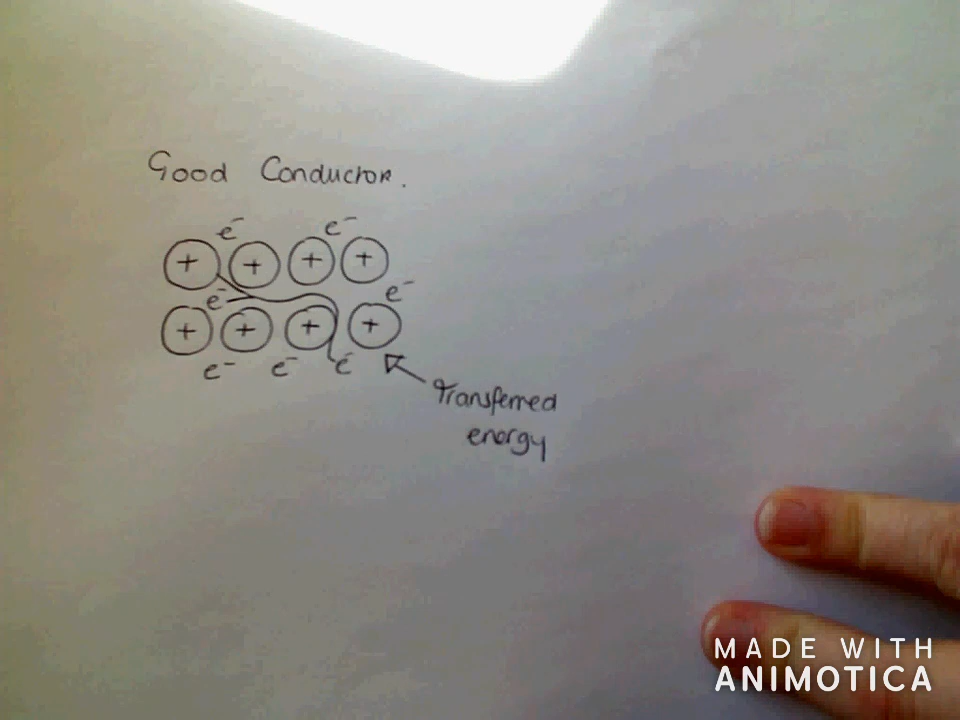 Good Conductor.
e⁻ e⁻
+ + + +
e⁻ e⁻
+ + + +
e⁻ e⁻ e⁻
Transferred
energy
MADE WITH
ANIMOTICA